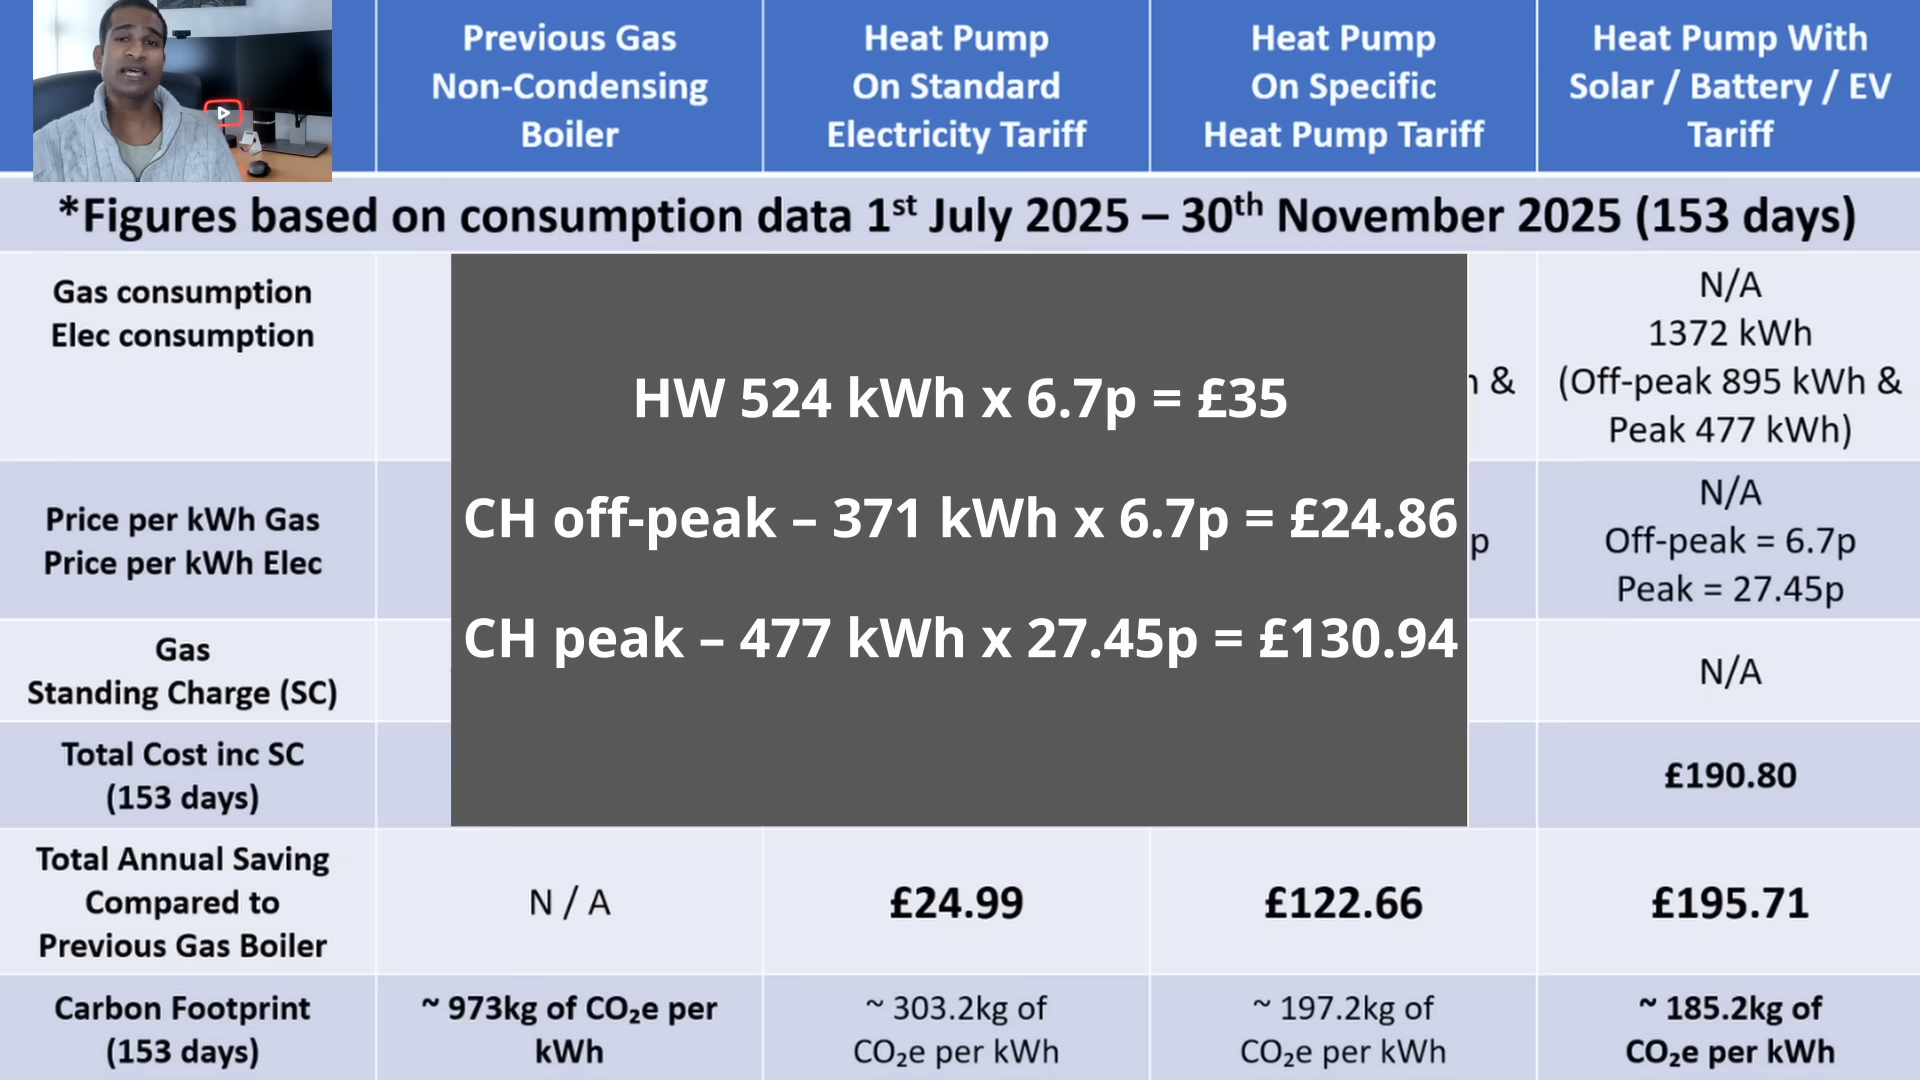 Previous Gas
Non-Condensing
Boiler
Heat Pump
On Standard
Electricity Tariff
Heat Pump
On Specific
Heat Pump Tariff
Heat Pump With
Solar / Battery / EV
Tariff
*Figures based on consumption data 1st July 2025 – 30th November 2025 (153 days)
Gas consumption
Elec consumption
&
N/A
1372 kWh
(Off-peak 895 kWh &
Peak 477 kWh)
HW 524 kWh x 6.7p = £35
CH off-peak – 371 kWh x 6.7p = £24.86
CH peak – 477 kWh x 27.45p = £130.94
Price per kWh Gas
Price per kWh Elec
p
N/A
Off-peak = 6.7p
Peak = 27.45p
Gas
Standing Charge (SC)
N/A
Total Cost inc SC
(153 days)
£190.80
Total Annual Saving
Compared to
Previous Gas Boiler
N / A
£24.99
£122.66
£195.71
Carbon Footprint
(153 days)
~ 973kg of CO₂e per
kWh
~ 303.2kg of
CO₂e per kWh
~ 197.2kg of
CO₂e per kWh
~ 185.2kg of
CO₂e per kWh